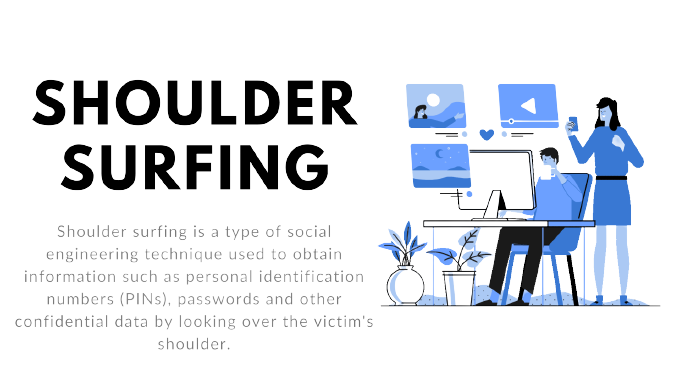 SHOULDER
SURFING
Shoulder surfing is a type of social
engineering technique used to obtain
information such as personal identification
numbers (PINs), passwords and other
confidential data by looking over the victim's
shoulder.